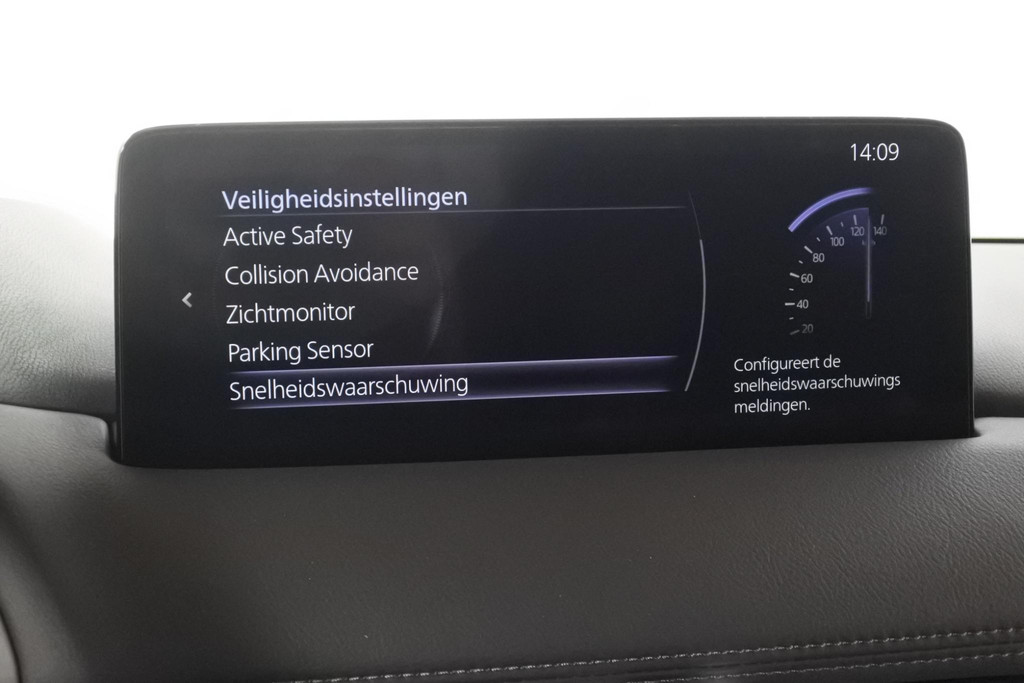 14:09
Veiligheidsinstellingen
Active Safety
Collision Avoidance
Zichtmonitor
Parking Sensor
Snelheidswaarschuwing
140
120
100
80
60
40
20
Configureert de
snelheidswaarschuwings
meldingen.